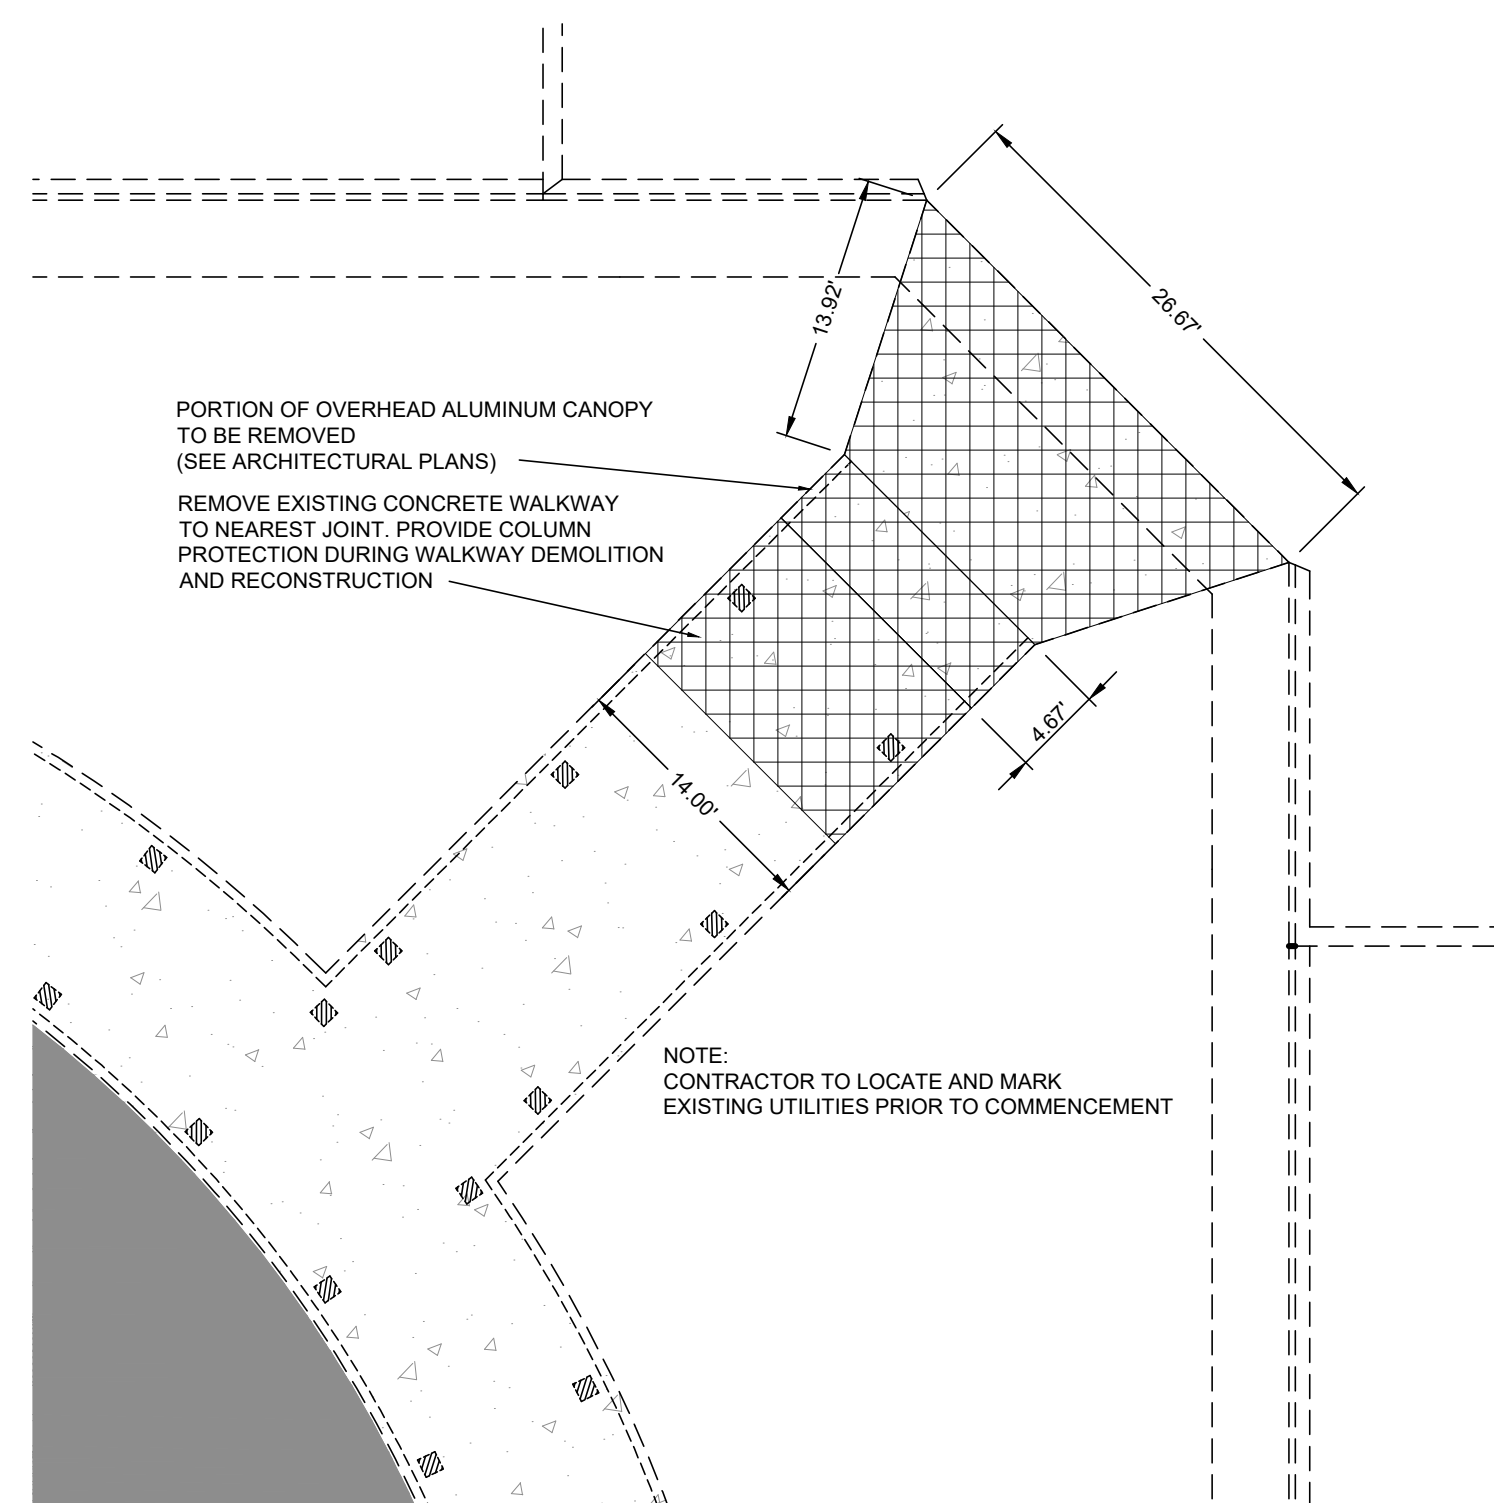 26.67'
13.92'
PORTION OF OVERHEAD ALUMINUM CANOPY
TO BE REMOVED
(SEE ARCHITECTURAL PLANS)
REMOVE EXISTING CONCRETE WALKWAY
TO NEAREST JOINT. PROVIDE COLUMN
PROTECTION DURING WALKWAY DEMOLITION
AND RECONSTRUCTION
4.67'
14.00'
NOTE:
CONTRACTOR TO LOCATE AND MARK
EXISTING UTILITIES PRIOR TO COMMENCEMENT